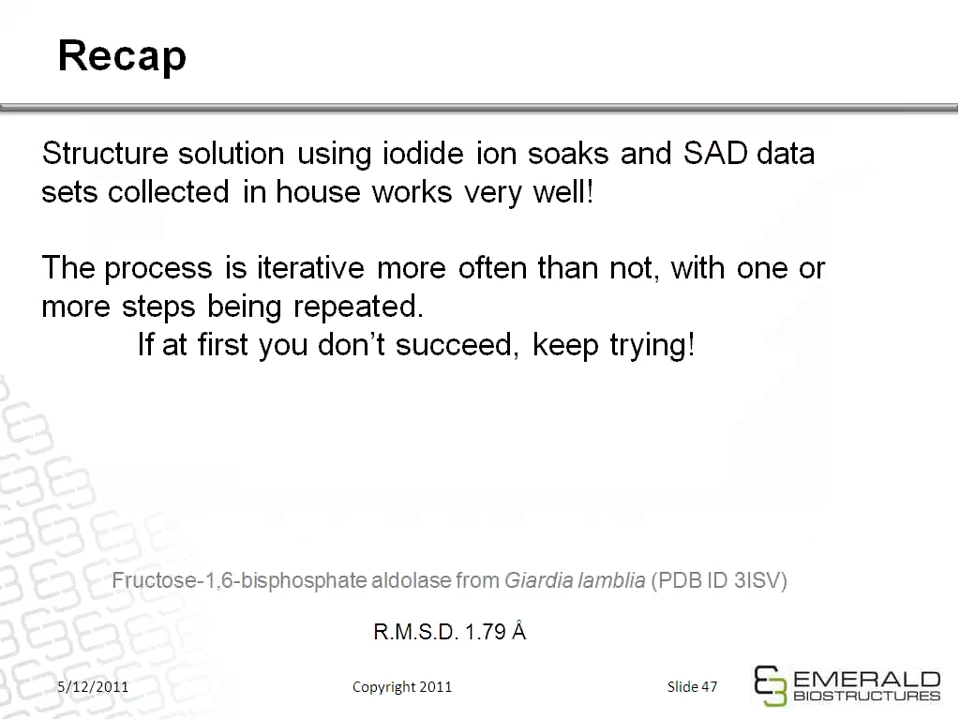 Recap
Structure solution using iodide ion soaks and SAD data
sets collected in house works very well!
The process is iterative more often than not, with one or
more steps being repeated.
If at first you don't succeed, keep trying!
Fructose-1,6-bisphosphate aldolase from Giardia lamblia (PDB ID 3ISV)
R.M.S.D. 1.79 Å
5/12/2011 Copyright 2011 Slide 47
EMERALD
BIOSTRUCTURES